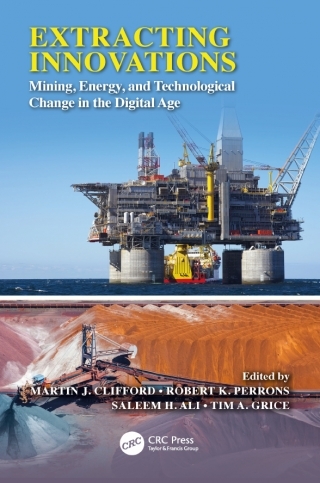 EXTRACTING
INNOVATIONS
Mining, Energy, and Technological
Change in the Digital Age
Edited by
MARTIN J. CLIFFORD • ROBERT K. PERRONS
SALEEM H. ALI • TIM A. GRICE
CRC
CRC Press
Taylor & Francis Group